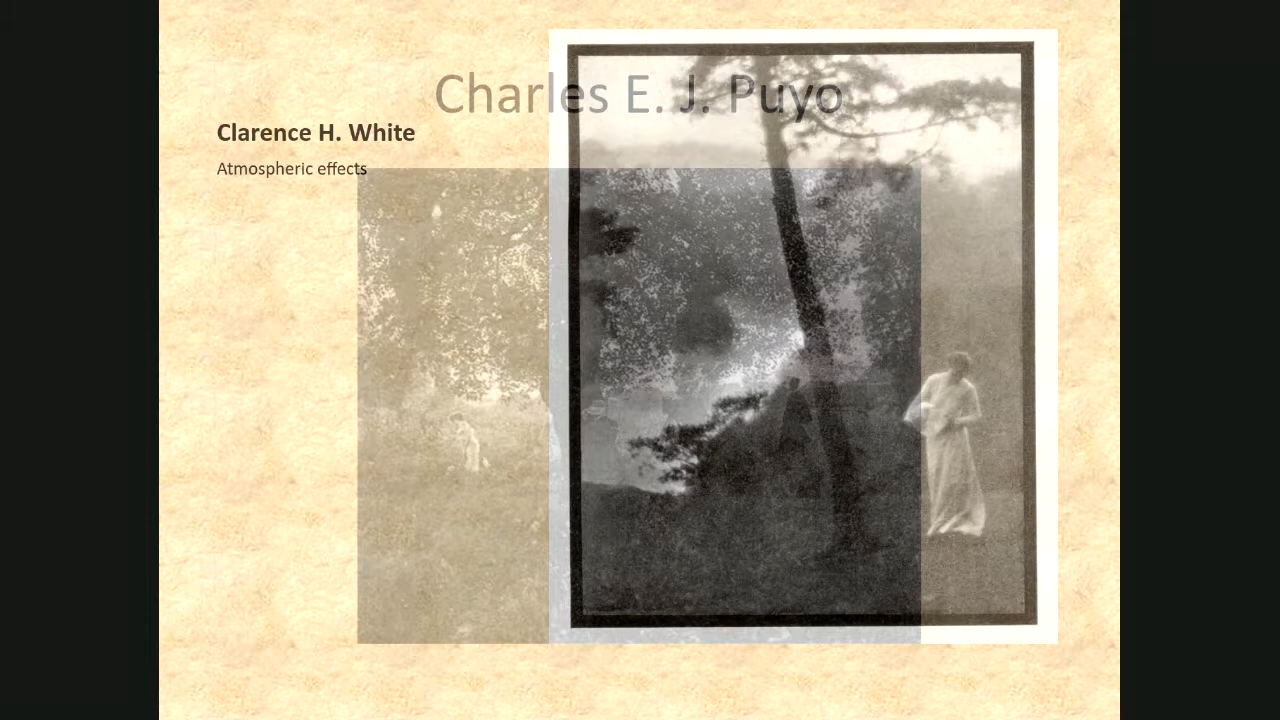 Charles E. J. Puyo
Clarence H. White
Atmospheric effects